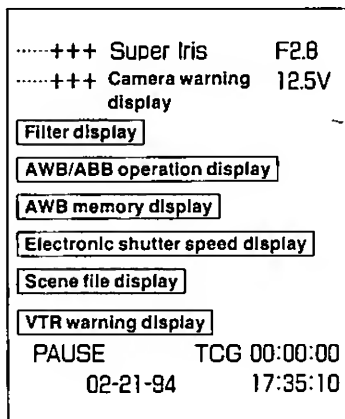 ······+++ Super Iris F2.8
······+++ Camera warning 12.5V
display
Filter display
AWB/ABB operation display
AWB memory display
Electronic shutter speed display
Scene file display
VTR warning display
PAUSE TCG 00:00:00
02-21-94 17:35:10